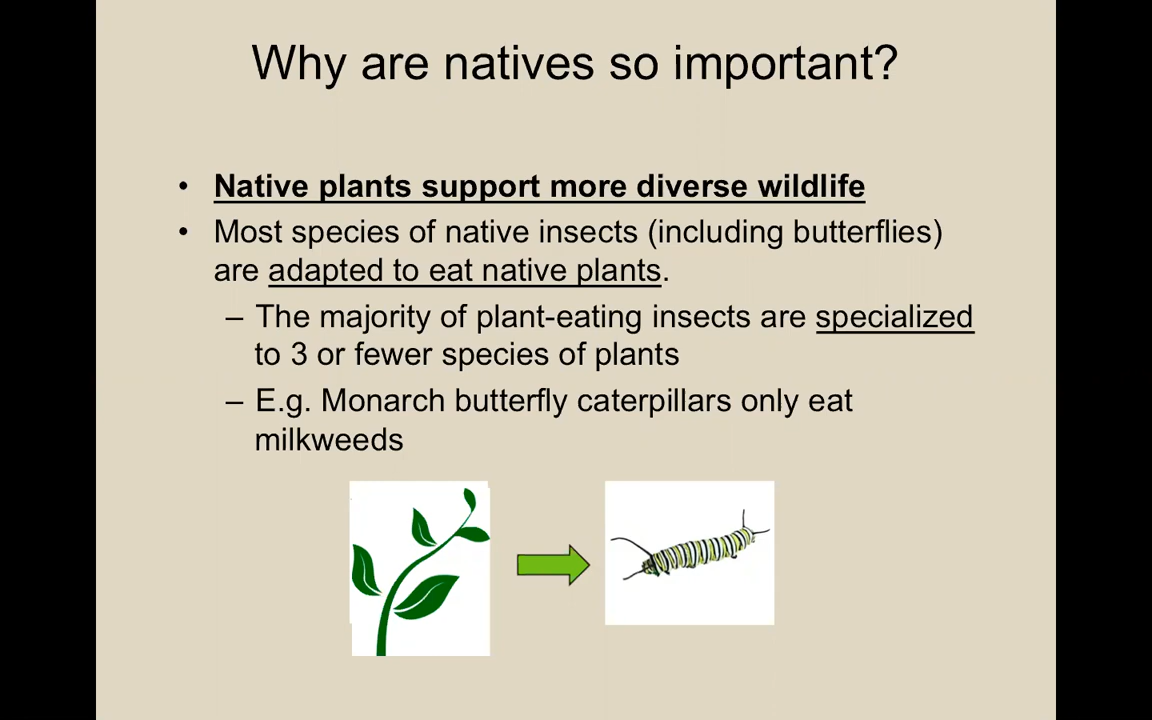 Why are natives so important?
• Native plants support more diverse wildlife
• Most species of native insects (including butterflies)
are adapted to eat native plants.
– The majority of plant-eating insects are specialized
to 3 or fewer species of plants
– E.g. Monarch butterfly caterpillars only eat
milkweeds